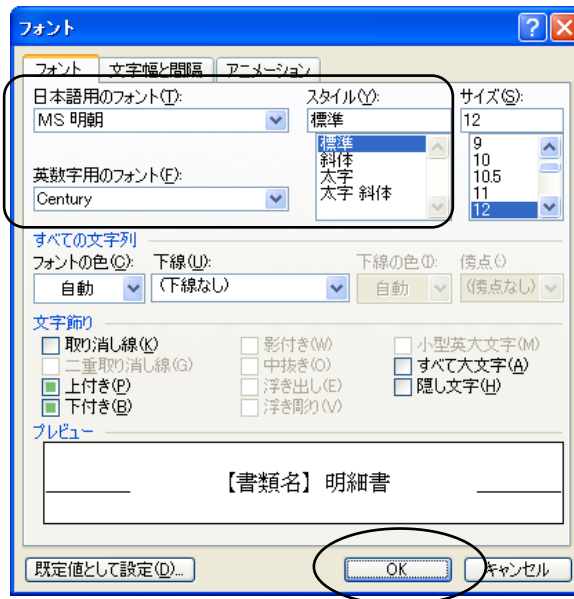 フォント
フォント 文字幅と間隔 アニメーション
日本語用のフォント(T): スタイル(Y): サイズ(S):
MS 明朝 標準 12
標準 9
斜体 10
太字 10.5
太字 斜体 11
12
英数字用のフォント(F):
Century
すべての文字列
フォントの色(C): 下線(U): 下線の色(I): 傍点(·)
自動 (下線なし) 自動 (傍点なし)
文字飾り
取り消し線(K) 影付き(W) 小型英大文字(M)
二重取り消し線(G) 中抜き(O) すべて大文字(A)
上付き(P) 浮き出し(E) 隠し文字(H)
下付き(B) 浮き彫り(V)
プレビュー
【書類名】明細書
既定値として設定(D)... OK キャンセル